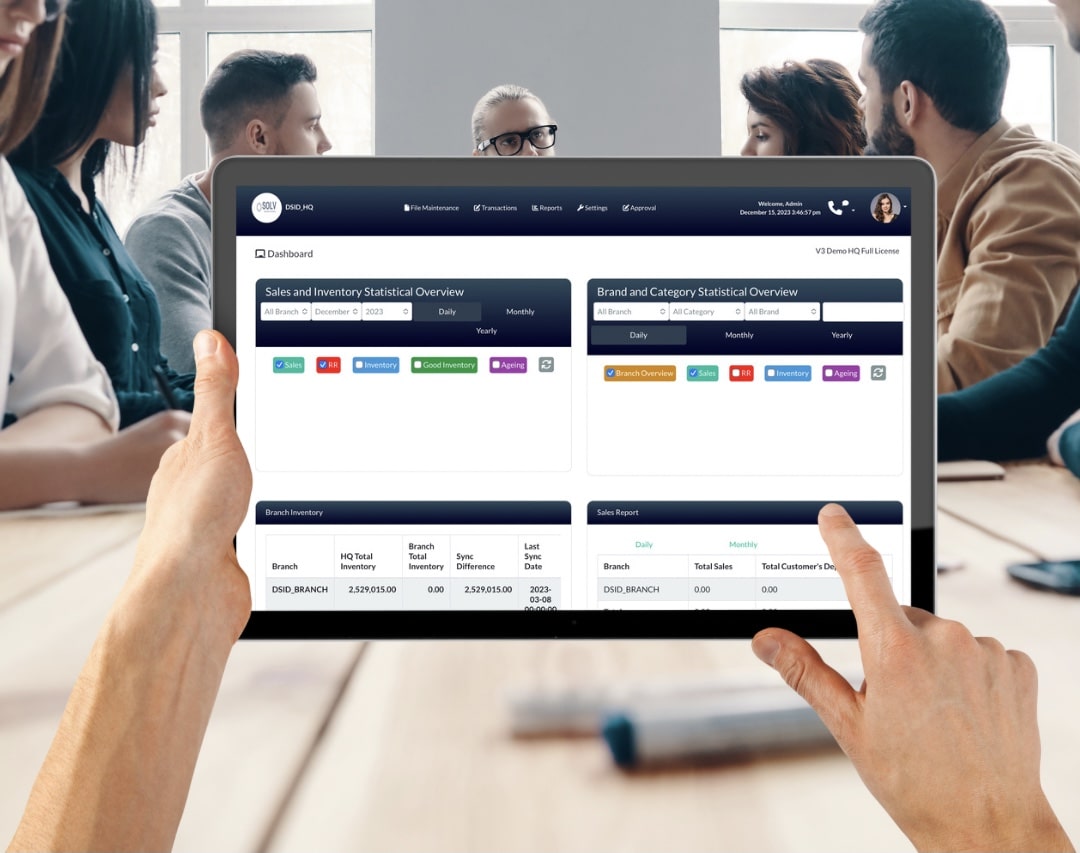 SOLV
DSID_HQ
File Maintenance
Transactions
Reports
Settings
Approval
Welcome, Admin
December 15, 2023 3:46:57 pm
Dashboard
V3 Demo HQ Full License
Sales and Inventory Statistical Overview
All Branch
December
2023
Daily
Monthly
Yearly
Sales
RR
Inventory
Good Inventory
Ageing
Brand and Category Statistical Overview
All Branch
All Category
All Brand
Daily
Monthly
Yearly
Branch Overview
Sales
RR
Inventory
Ageing
Branch Inventory
Branch
HQ Total
Inventory
Branch
Total
Inventory
Sync
Difference
Last
Sync
Date
DSID_BRANCH
2,529,015.00
0.00
2,529,015.00
2023-
03-08
00:00:00
Sales Report
Daily
Monthly
Branch
Total Sales
Total Customer's
DSID_BRANCH
0.00
0.00